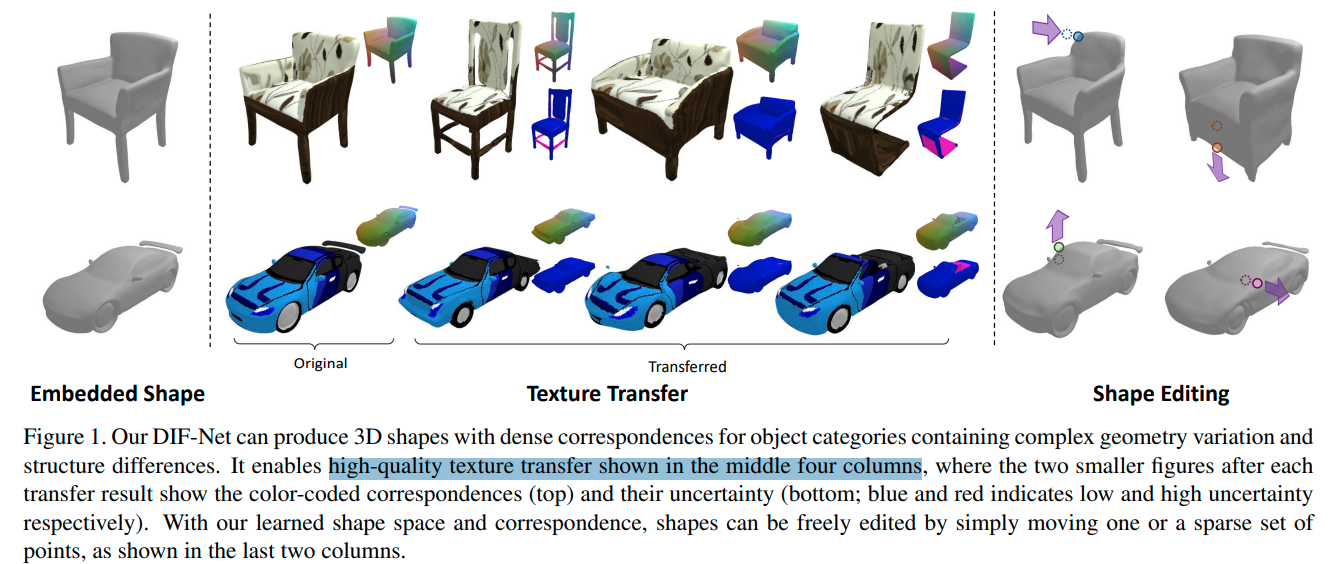 Original
Transferred
Embedded Shape
Texture Transfer
Shape Editing
Figure 1. Our DIF-Net can produce 3D shapes with dense correspondences for object categories containing complex geometry variation and
structure differences. It enables high-quality texture transfer shown in the middle four columns, where the two smaller figures after each
transfer result show the color-coded correspondences (top) and their uncertainty (bottom; blue and red indicates low and high uncertainty
respectively). With our learned shape space and correspondence, shapes can be freely edited by simply moving one or a sparse set of
points, as shown in the last two columns.